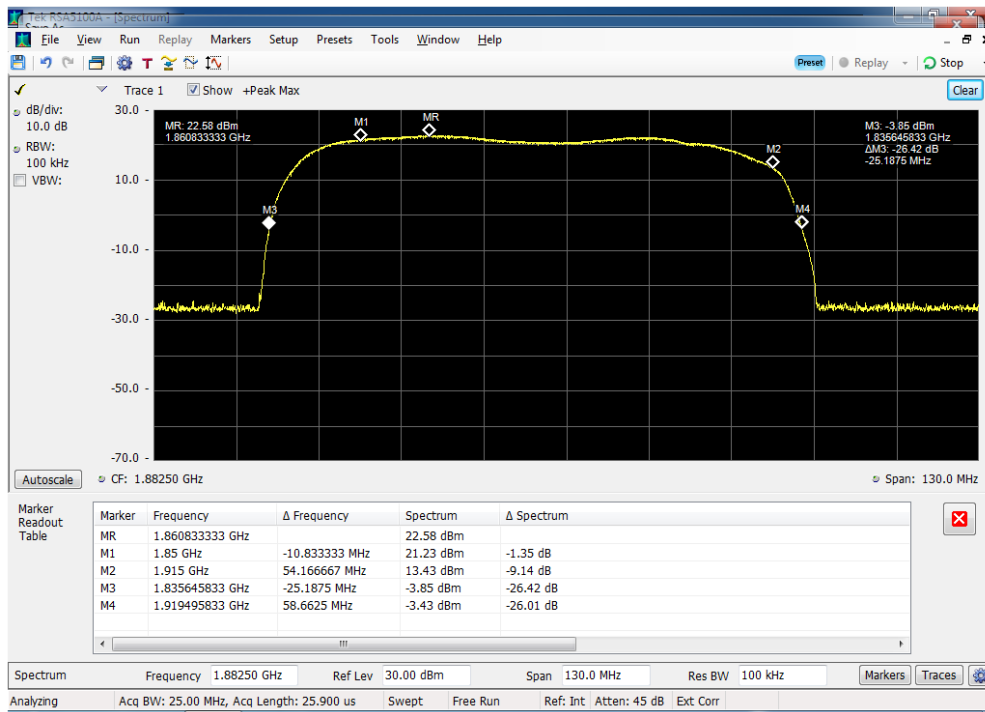 Tek RSA5100A - [Spectrum]
File View Run Replay Markers Setup Presets Tools Window Help
T Preset Replay Stop
Trace 1 Show +Peak Max Clear
dB/div:
10.0 dB
RBW:
100 kHz
VBW:
30.0
10.0
-10.0
-30.0
-50.0
-70.0
MR: 22.58 dBm
1.860833333 GHz
M1
MR
M2
M3
M4
M3: -3.85 dBm
1.835645833 GHz
ΔM3: -26.42 dB
-25.1875 MHz
Autoscale CF: 1.88250 GHz Span: 130.0 MHz
Marker
Readout
Table
Marker Frequency Δ Frequency Spectrum Δ Spectrum
MR 1.860833333 GHz 22.58 dBm
M1 1.85 GHz -10.833333 MHz 21.23 dBm -1.35 dB
M2 1.915 GHz 54.166667 MHz 13.43 dBm -9.14 dB
M3 1.835645833 GHz -25.1875 MHz -3.85 dBm -26.42 dB
M4 1.919495833 GHz 58.6625 MHz -3.43 dBm -26.01 dB
Spectrum Frequency 1.88250 GHz Ref Lev 30.00 dBm Span 130.0 MHz Res BW 100 kHz Markers Traces
Analyzing Acq BW: 25.00 MHz, Acq Length: 25.900 us Swept Free Run Ref: Int Atten: 45 dB Ext Corr